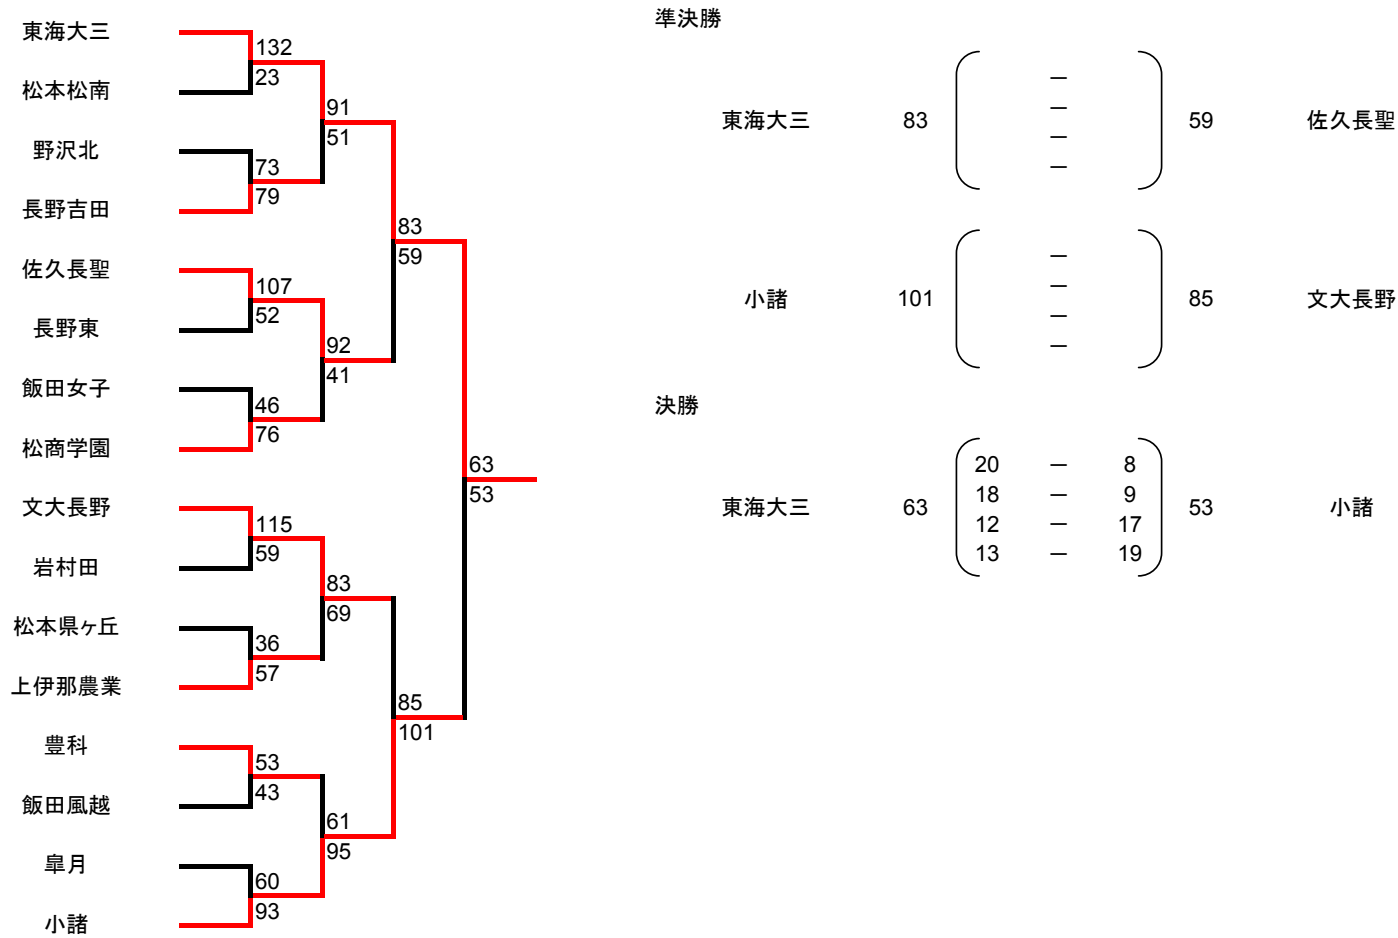 東海大三
132
23
松本松南
91
51
野沢北
73
79
長野吉田
83
59
佐久長聖
107
52
長野東
92
41
飯田女子
46
76
松商学園
63
53
文大長野
115
59
岩村田
83
69
松本県ヶ丘
36
57
上伊那農業
85
101
豊科
53
43
飯田風越
61
95
皐月
60
93
小諸
準決勝
東海大三 83 — 59 佐久長聖
—
—
—
小諸 101 — 85 文大長野
—
—
—
決勝
東海大三 63 20 — 8 53 小諸
18 — 9
12 — 17
13 — 19